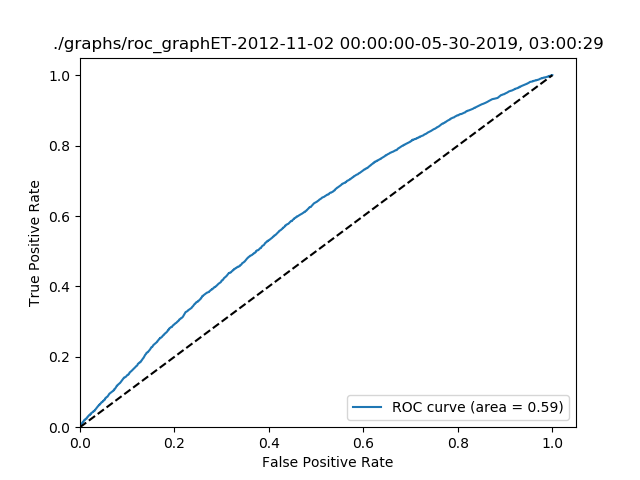 ./graphs/roc_graphET-2012-11-02 00:00:00-05-30-2019, 03:00:29
1.0
0.8
0.6
0.4
0.2
0.0
True Positive Rate
ROC curve (area = 0.59)
0.0 0.2 0.4 0.6 0.8 1.0
False Positive Rate